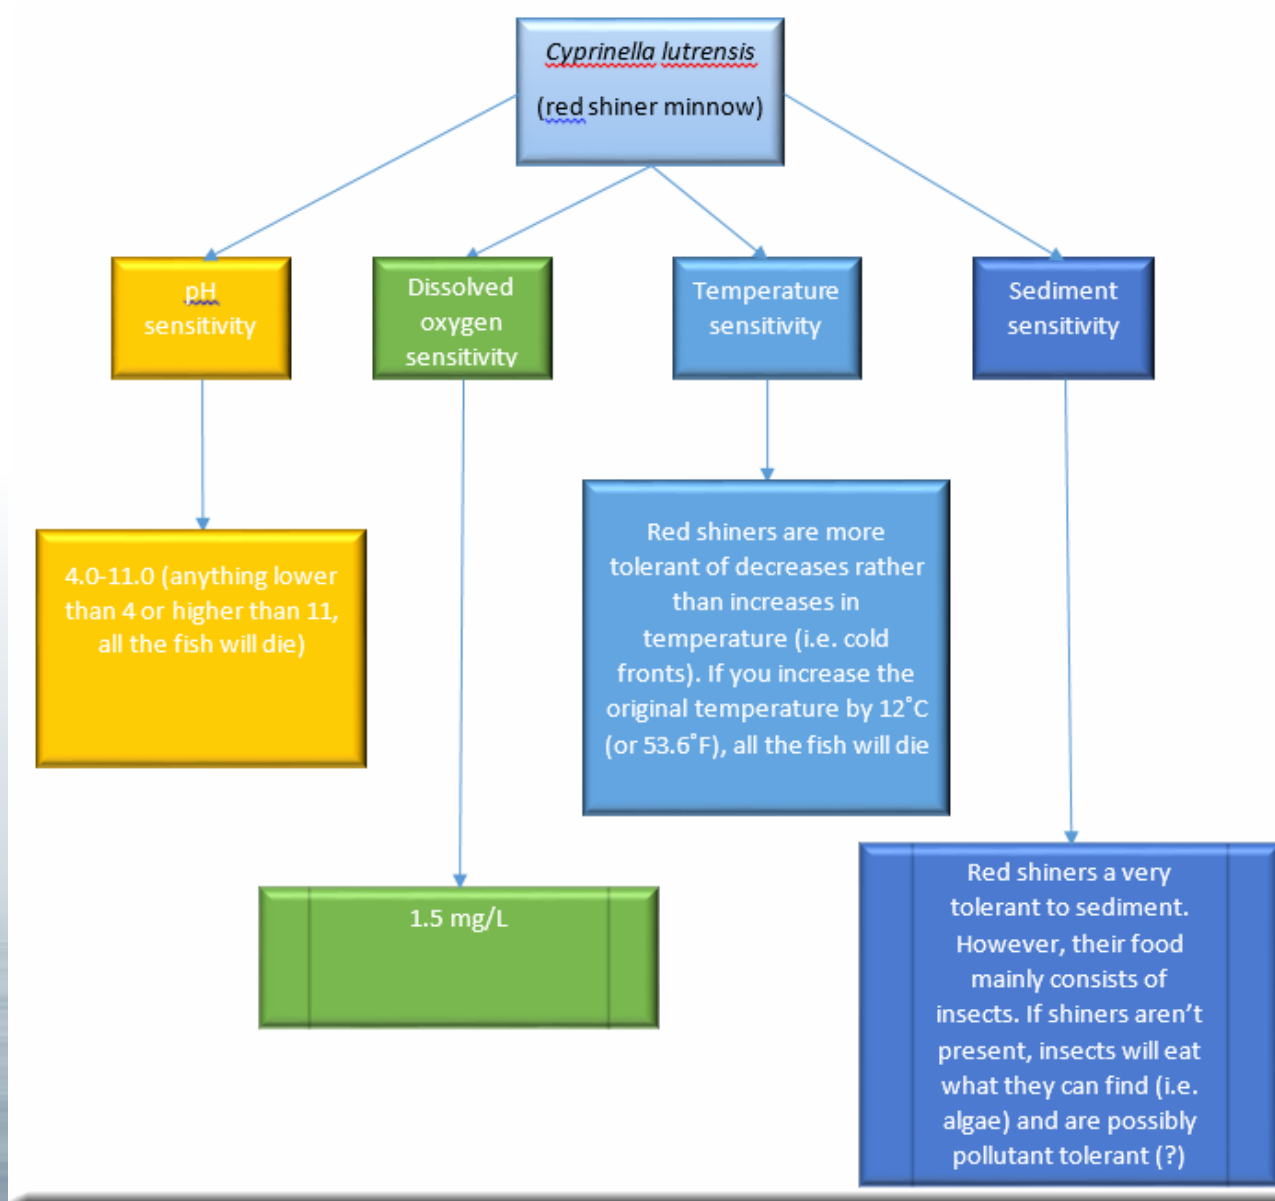 Cyprinella lutrensis
(red shiner minnow)
pH
sensitivity
Dissolved
oxygen
sensitivity
Temperature
sensitivity
Sediment
sensitivity
4.0-11.0 (anything lower
than 4 or higher than 11,
all the fish will die)
Red shiners are more
tolerant of decreases rather
than increases in
temperature (i.e. cold
fronts). If you increase the
original temperature by 12˚C
(or 53.6˚F), all the fish will die
1.5 mg/L
Red shiners a very
tolerant to sediment.
However, their food
mainly consists of
insects. If shiners aren’t
present, insects will eat
what they can find (i.e.
algae) and are possibly
pollutant tolerant (?)